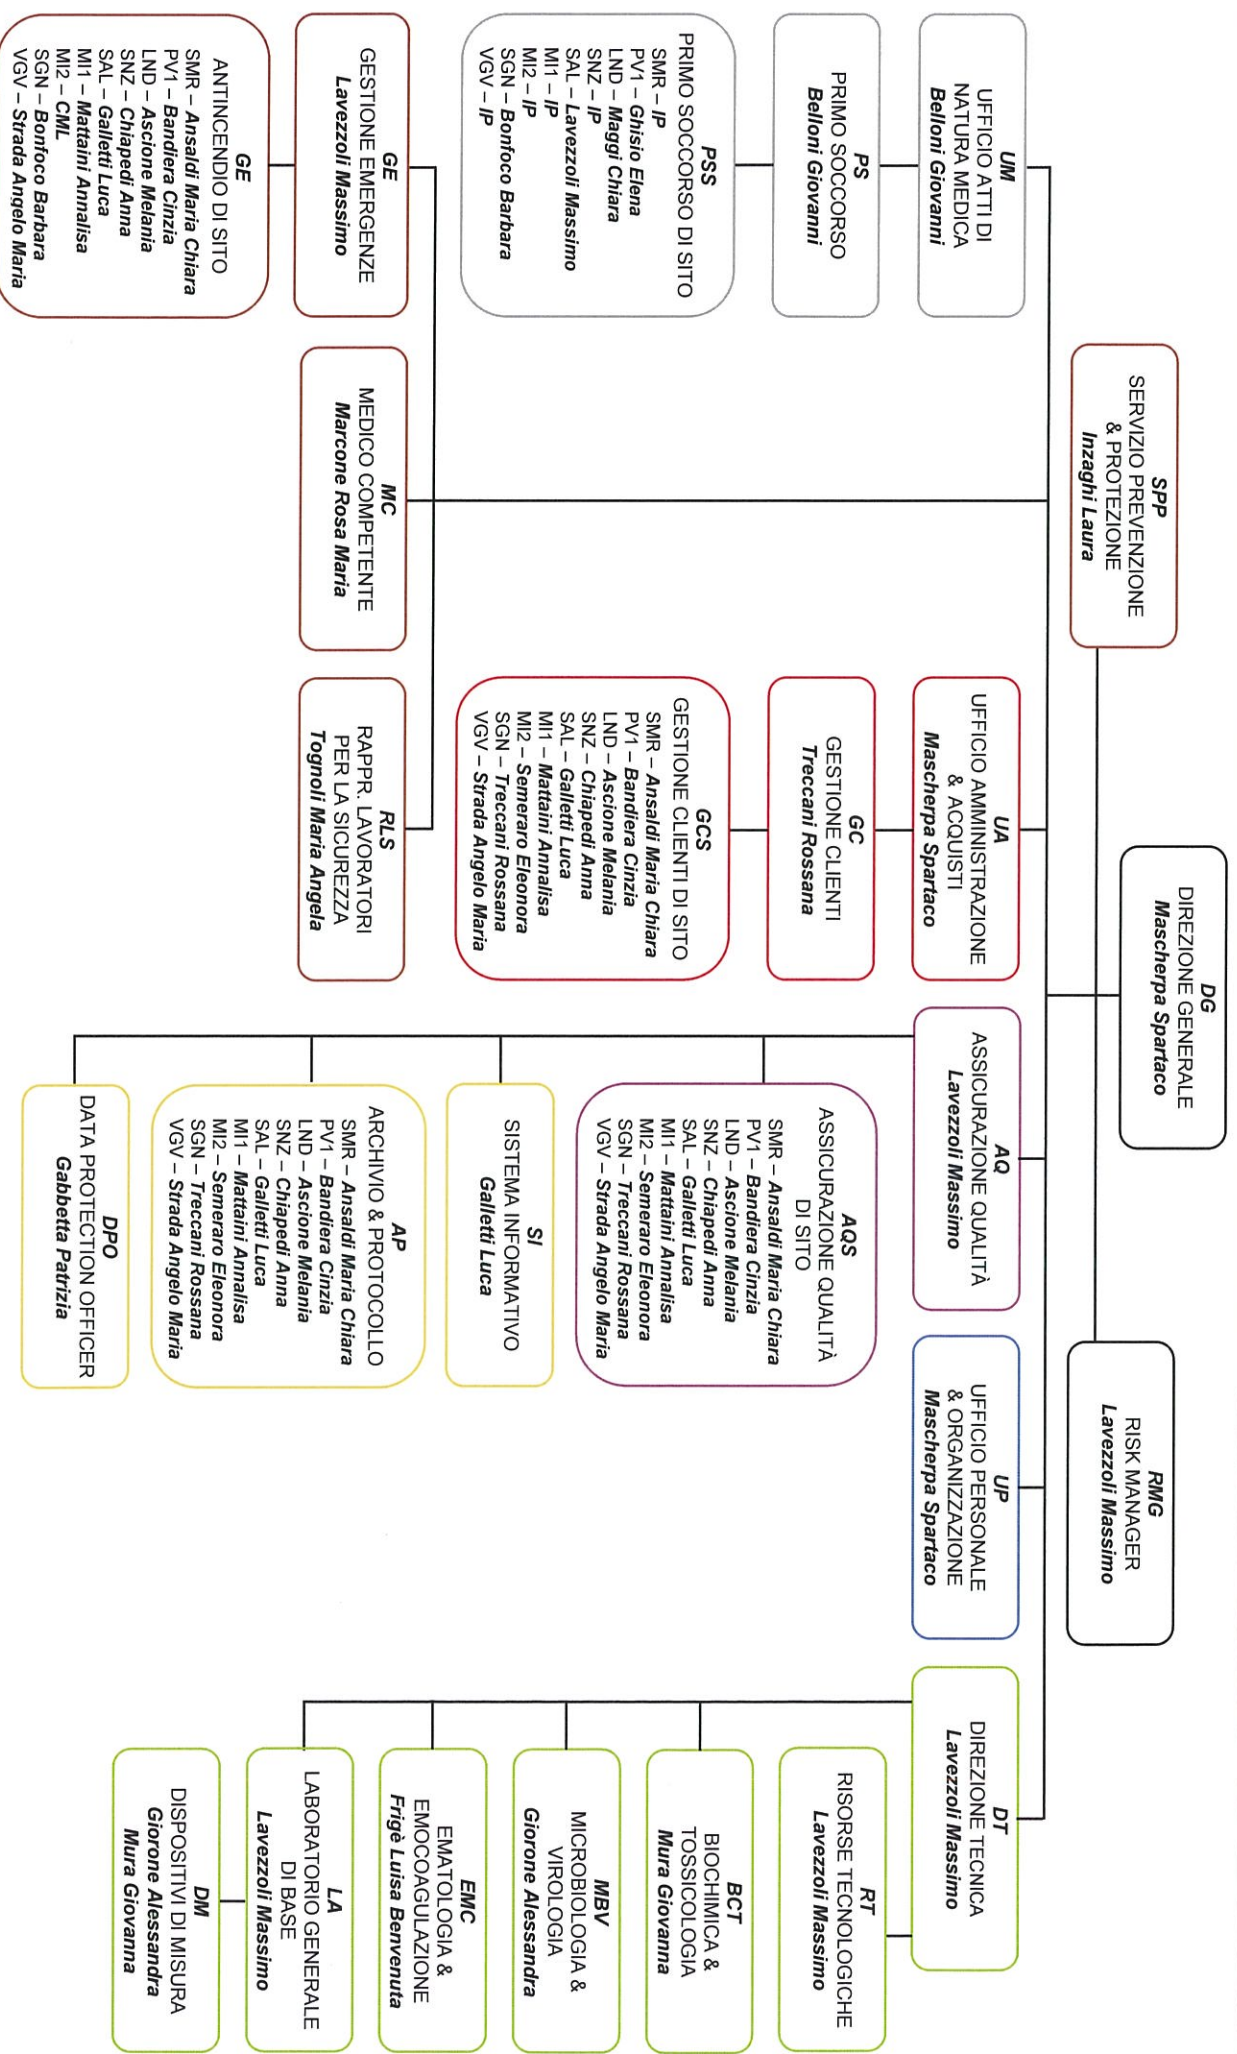 DG
DIREZIONE GENERALE
Mascherpa Spartaco
SPP
SERVIZIO PREVENZIONE
& PROTEZIONE
Inzaghi Laura
RMG
RISK MANAGER
Lavezzoli Massimo
UM
UFFICIO ATTI DI
NATURA MEDICA
Belloni Giovanni
PS
PRIMO SOCCORSO
Belloni Giovanni
PSS
PRIMO SOCCORSO DI SITO
SMR – IP
PV1 – Ghisio Elena
LND – Maggi Chiara
SNZ – IP
SAL – Lavezzoli Massimo
MI1 – IP
MI2 – IP
SGN – Bonfoco Barbara
VGV – IP
UA
UFFICIO AMMINISTRAZIONE
& ACQUISTI
Mascherpa Spartaco
GC
GESTIONE CLIENTI
Treccani Rossana
GCS
GESTIONE CLIENTI DI SITO
SMR – Ansaldi Maria Chiara
PV1 – Bandiera Cinzia
LND – Ascione Melania
SNZ – Chiapedi Anna
SAL – Galletti Luca
MI1 – Mattaini Annalisa
MI2 – Semeraro Eleonora
SGN – Treccani Rossana
VGV – Strada Angelo Maria
GE
GESTIONE EMERGENZE
Lavezzoli Massimo
GE
ANTINCENDIO DI SITO
SMR – Ansaldi Maria Chiara
PV1 – Bandiera Cinzia
LND – Ascione Melania
SNZ – Chiapedi Anna
SAL – Galletti Luca
MI1 – Mattaini Annalisa
MI2 – CML
SGN – Bonfoco Barbara
VGV – Strada Angelo Maria
MC
MEDICO COMPETENTE
Marcone Rosa Maria
RLS
RAPPR. LAVORATORI
PER LA SICUREZZA
Tognoli Maria Angela
AQ
ASSICURAZIONE QUALITÀ
Lavezzoli Massimo
AQS
ASSICURAZIONE QUALITÀ
DI SITO
SMR – Ansaldi Maria Chiara
PV1 – Bandiera Cinzia
LND – Ascione Melania
SNZ – Chiapedi Anna
SAL – Galletti Luca
MI1 – Mattaini Annalisa
MI2 – Semeraro Eleonora
SGN – Treccani Rossana
VGV – Strada Angelo Maria
SI
SISTEMA INFORMATIVO
Galletti Luca
AP
ARCHIVIO & PROTOCOLLO
SMR – Ansaldi Maria Chiara
PV1 – Bandiera Cinzia
LND – Ascione Melania
SNZ – Chiapedi Anna
SAL – Galletti Luca
MI1 – Mattaini Annalisa
MI2 – Semeraro Eleonora
SGN – Treccani Rossana
VGV – Strada Angelo Maria
DPO
DATA PROTECTION OFFICER
Gabbetta Patrizia
UP
UFFICIO PERSONALE
& ORGANIZZAZIONE
Mascherpa Spartaco
DT
DIREZIONE TECNICA
Lavezzoli Massimo
RT
RISORSE TECNOLOGICHE
Lavezzoli Massimo
BCT
BIOCHIMICA &
TOSSICOLOGIA
Mura Giovanna
MBV
MICROBIOLOGIA &
VIROLOGIA
Giorone Alessandra
EMC
EMATOLOGIA &
EMOCOAGULAZIONE
Frigè Luisa Benvenuta
LA
LABORATORIO GENERALE
DI BASE
Lavezzoli Massimo
DM
DISPOSITIVI DI MISURA
Giorone Alessandra
Mura Giovanna